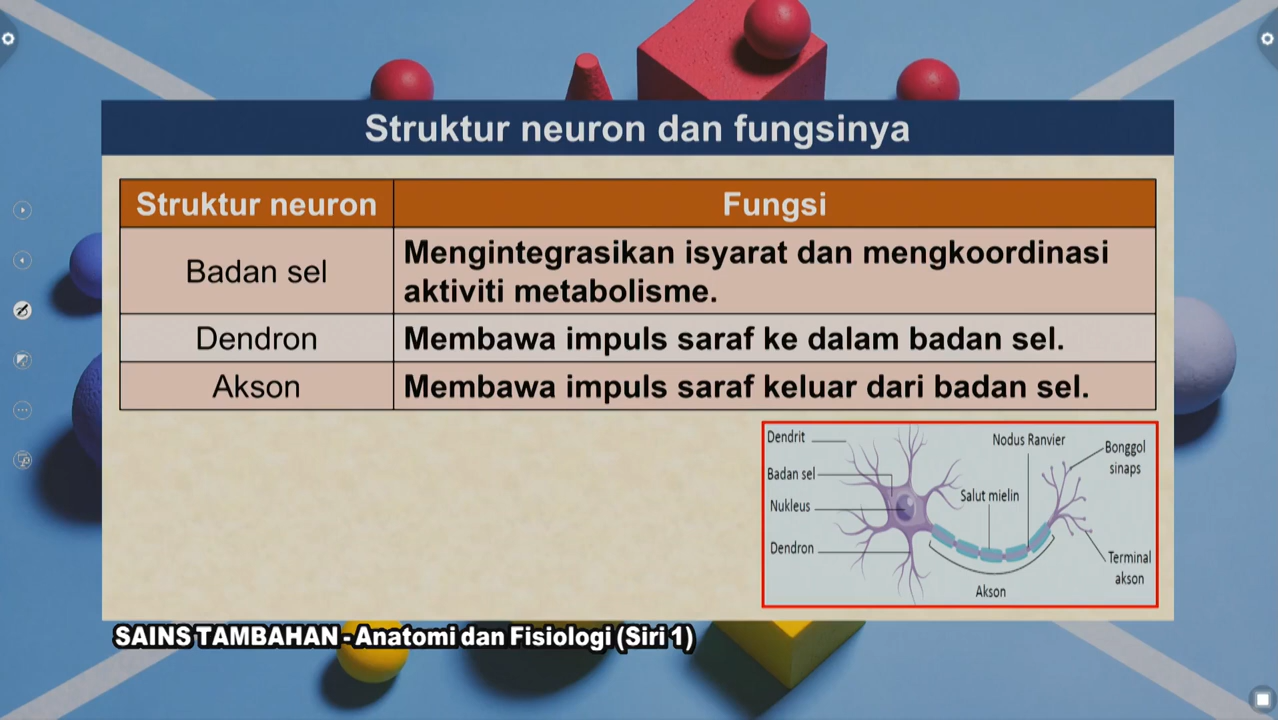 Struktur neuron dan fungsinya
Struktur neuron
Fungsi
Badan sel
Mengintegrasikan isyarat dan mengkoordinasi
aktiviti metabolisme.
Dendron
Membawa impuls saraf ke dalam badan sel.
Akson
Membawa impuls saraf keluar dari badan sel.
Dendrit
Badan sel
Nukleus
Dendron
Nodus Ranvier
Salut mielin
Bonggol
sinaps
Terminal
akson
Akson
SAINS TAMBAHAN - Anatomi dan Fisiologi (Siri 1)